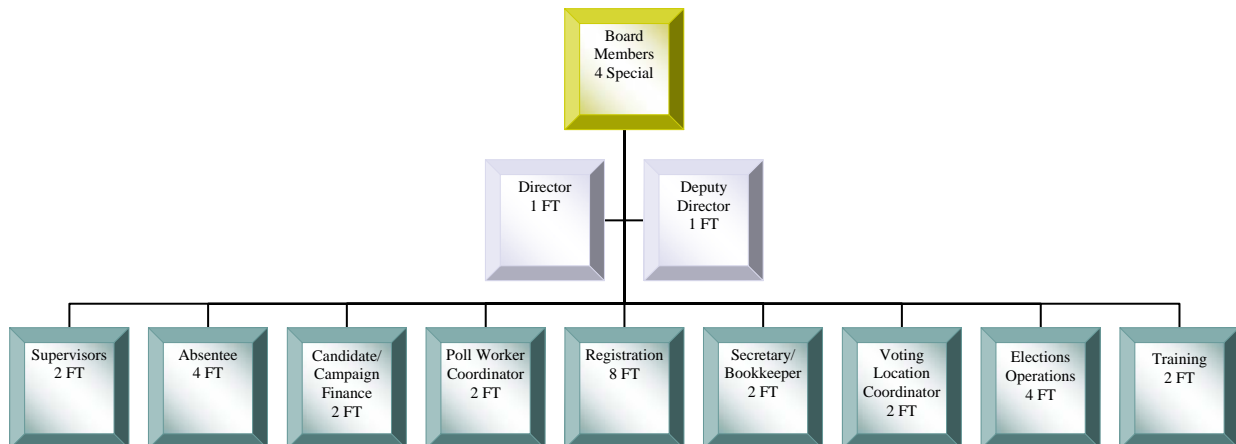 Board
Members
4 Special
Director
1 FT
Deputy
Director
1 FT
Supervisors
2 FT
Absentee
4 FT
Candidate/
Campaign
Finance
2 FT
Poll Worker
Coordinator
2 FT
Registration
8 FT
Secretary/
Bookkeeper
2 FT
Voting
Location
Coordinator
2 FT
Elections
Operations
4 FT
Training
2 FT